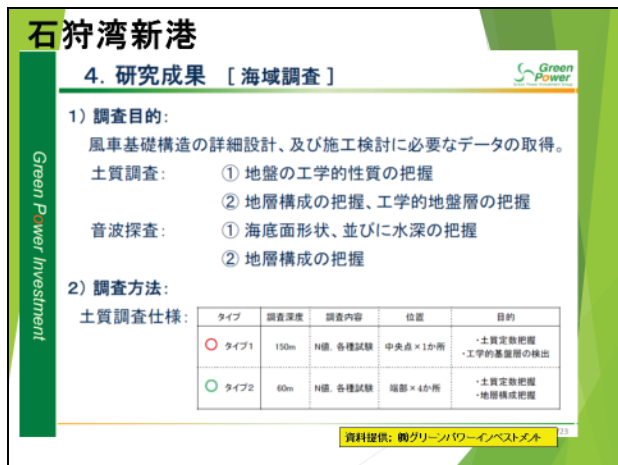 石狩湾新港
4. 研究成果 [ 海域調査 ]
Green Power
Green Power Investment
1) 調査目的:
風車基礎構造の詳細設計、及び施工検討に必要なデータの取得。
土質調査: ① 地盤の工学的性質の把握
② 地層構成の把握、工学的地盤層の把握
音波探査: ① 海底面形状、並びに水深の把握
② 地層構成の把握
2) 調査方法:
土質調査仕様:
タイプ 調査深度 調査内容 位置 目的
タイプ1 150m N値、各種試験 中央点×1か所 ・土質定数把握
・工学的基盤層の検出
タイプ2 60m N値、各種試験 端部×4か所 ・土質定数把握
・地層構成把握
資料提供; ㈱グリーンパワーインベストメント
/23